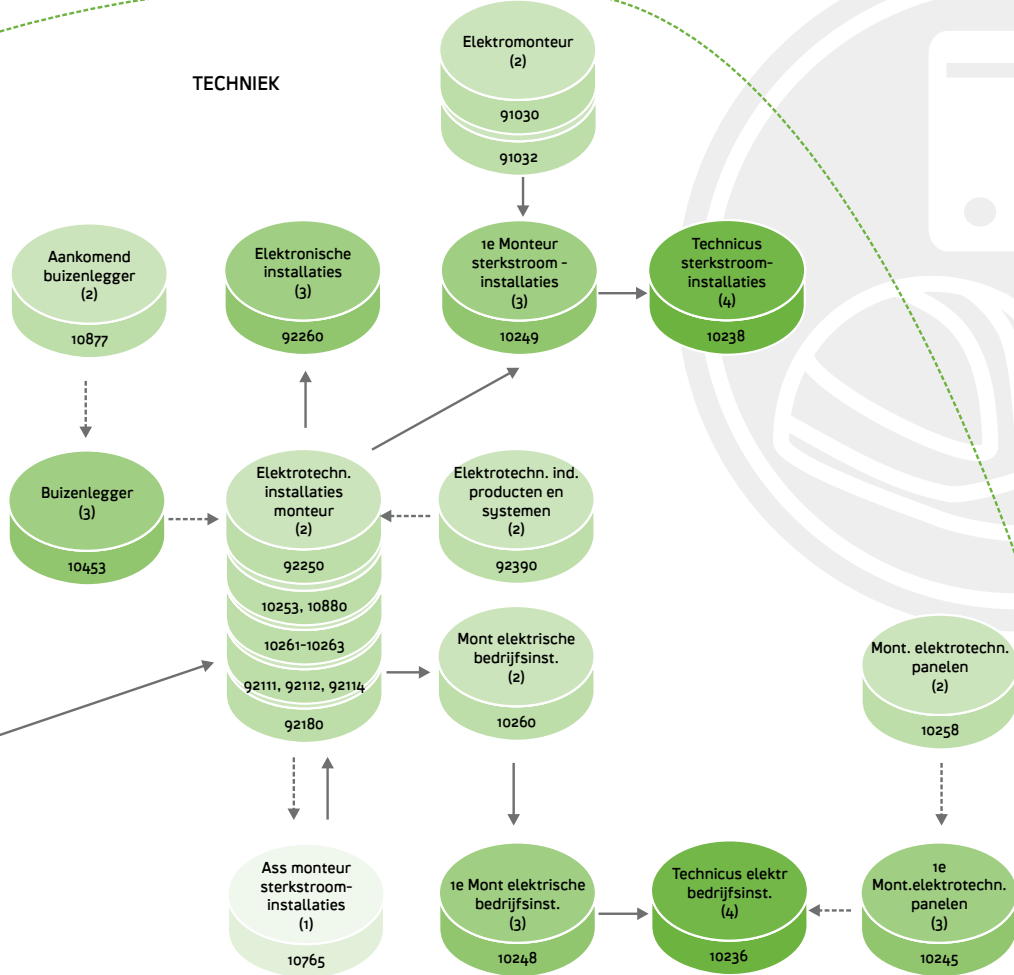 TECHNIEK
Elektromonteur
(2)
91030
91032
Aankomend
buizenlegger
(2)
10877
Elektronische
installaties
(3)
92260
1e Monteur
sterkstroom -
installaties
(3)
10249
Technicus
sterkstroom-
installaties
(4)
10238
Buizenlegger
(3)
10453
Elektrotechn.
installaties
monteur
(2)
92250
10253, 10880
10261-10263
92111, 92112, 92114
92180
Elektrotechn. ind.
producten en
systemen
(2)
92390
Mont elektrische
bedrijfsinst.
(2)
10260
Mont. elektrotechn.
panelen
(2)
10258
Ass monteur
sterkstroom-
installaties
(1)
10765
1e Mont elektrische
bedrijfsinst.
(3)
10248
Technicus elektr
bedrijfsinst.
(4)
10236
1e
Mont.elektrotechn.
panelen
(3)
10245